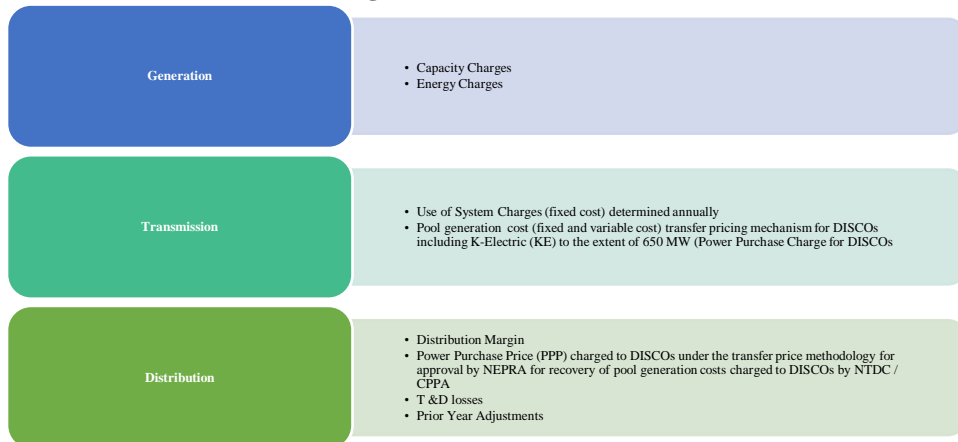 Generation
• Capacity Charges
• Energy Charges
Transmission
• Use of System Charges (fixed cost) determined annually
• Pool generation cost (fixed and variable cost) transfer pricing mechanism for DISCOs
including K-Electric (KE) to the extent of 650 MW (Power Purchase Charge for DISCOs
Distribution
• Distribution Margin
• Power Purchase Price (PPP) charged to DISCOs under the transfer price methodology for
approval by NEPRA for recovery of pool generation costs charged to DISCOs by NTDC /
CPPA
• T &D losses
• Prior Year Adjustments